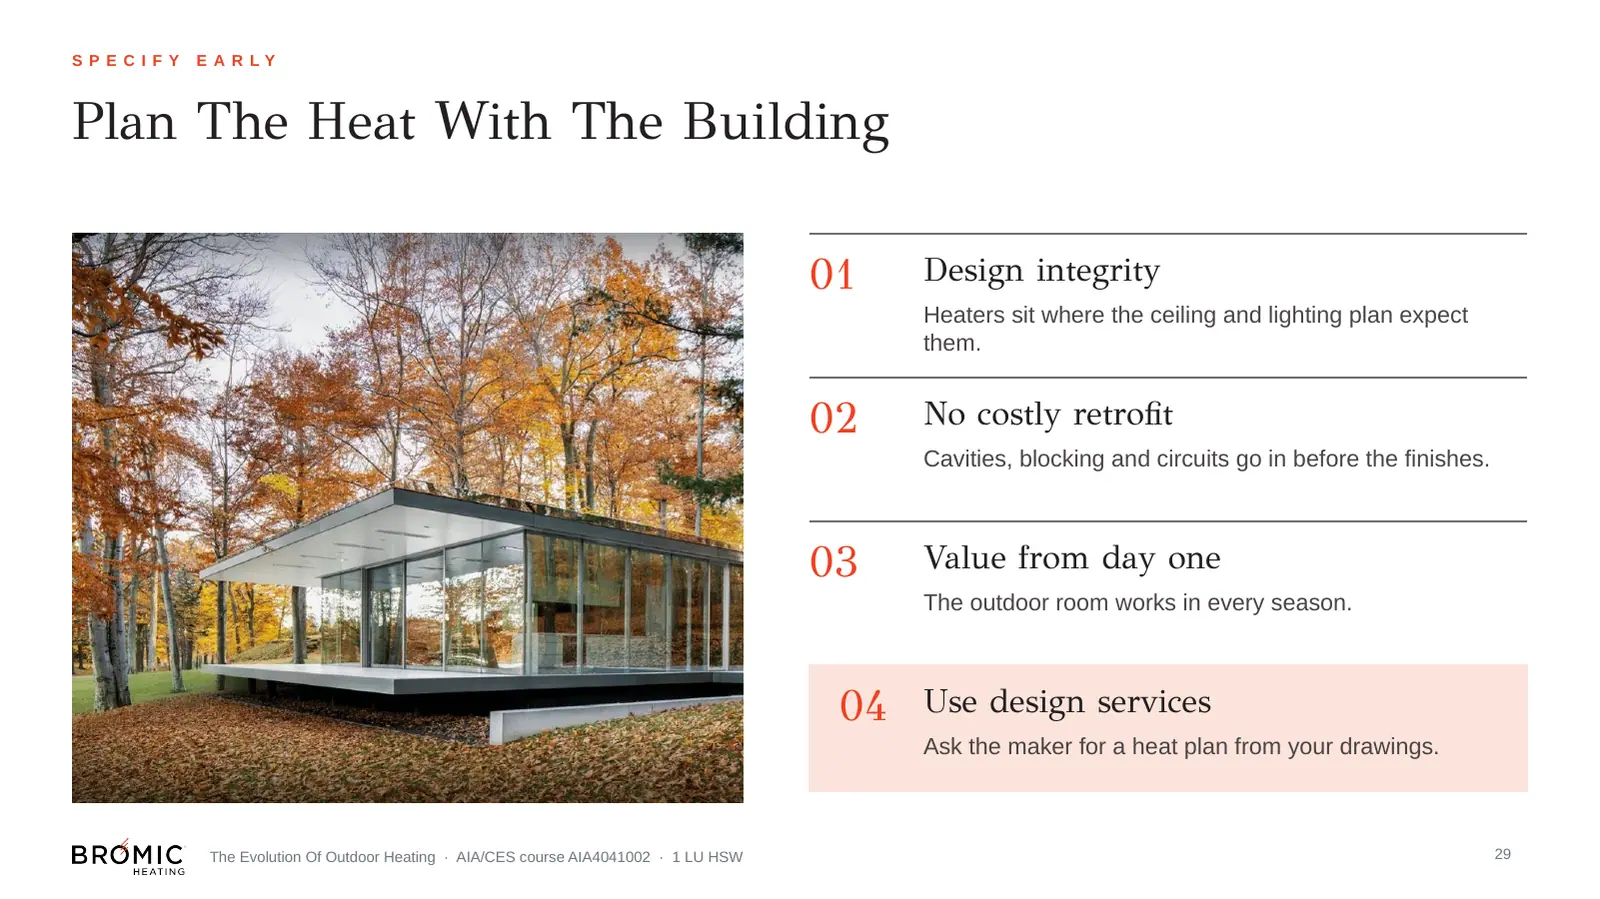 SPECIFY EARLY
Plan The Heat With The Building
01
Design integrity
Heaters sit where the ceiling and lighting plan expect
them.
02
No costly retrofit
Cavities, blocking and circuits go in before the finishes.
03
Value from day one
The outdoor room works in every season.
04
Use design services
Ask the maker for a heat plan from your drawings.
BROMIC
HEATING
The Evolution Of Outdoor Heating · AIA/CES course AIA4041002 · 1 LU HSW
29